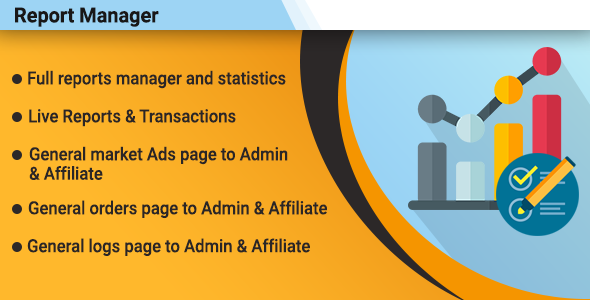 Report Manager
Full reports manager and statistics
Live Reports & Transactions
General market Ads page to Admin
& Affiliate
General orders page to Admin & Affiliate
General logs page to Admin & Affiliate